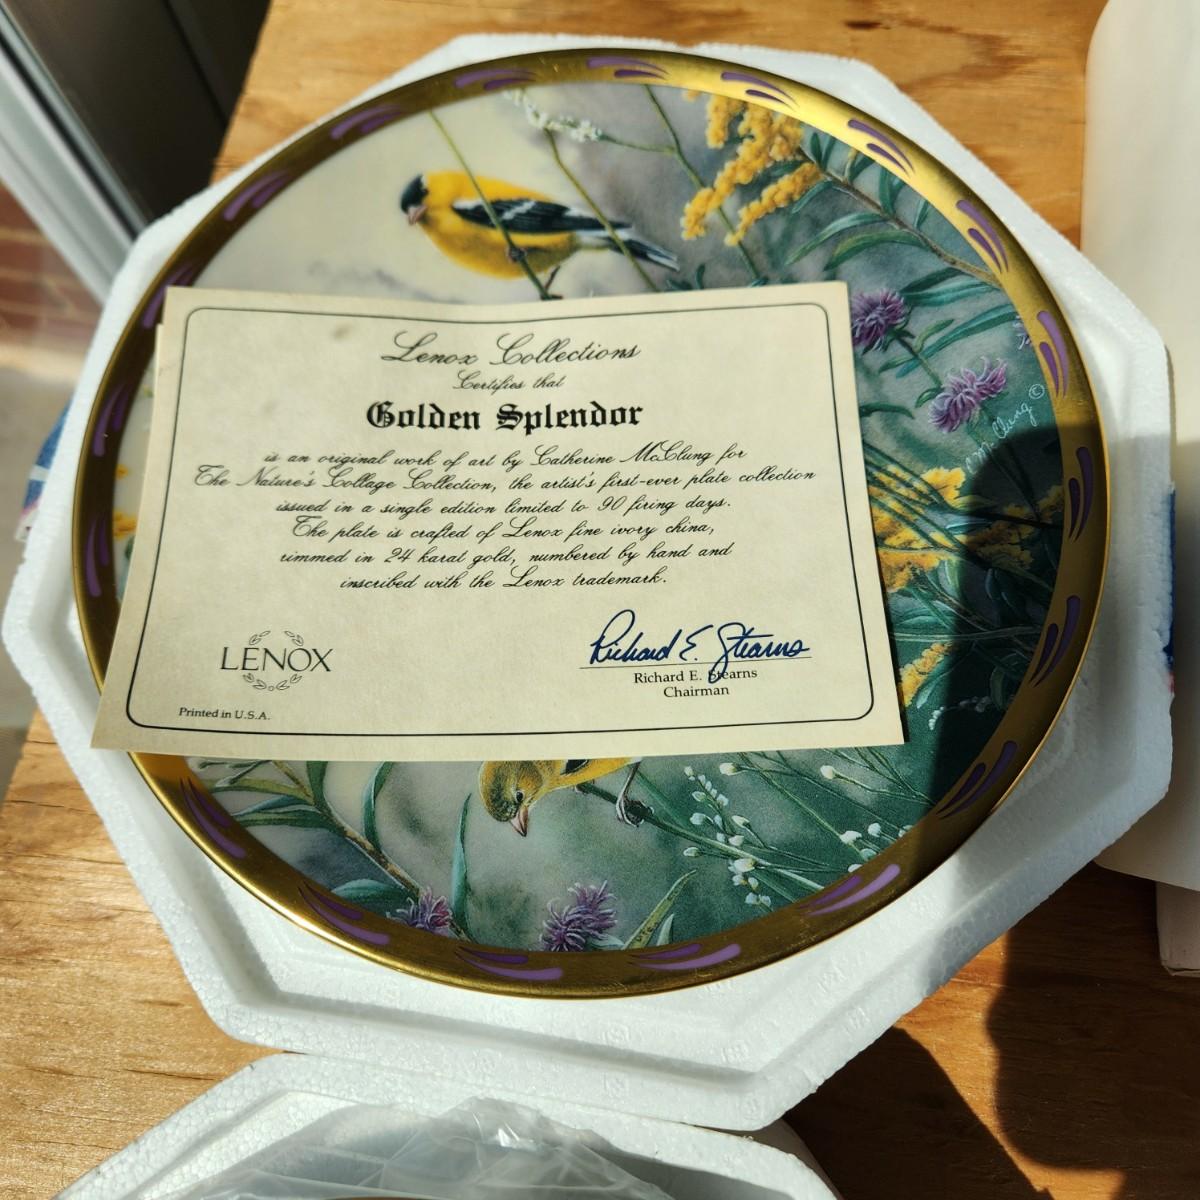 Lenox Collections
Certifies that
Golden Splendor
is an original work of art by Catherine McClung for
The Nature's Collage Collection, the artist's first-ever plate collection
issued in a single edition limited to 90 firing days.
The plate is crafted of Lenox fine ivory china,
rimmed in 24 karat gold, numbered by hand and
inscribed with the Lenox trademark.
LENOX
Richard E. Stearns
Richard E. Stearns
Chairman
Printed in U.S.A.
McClung ©